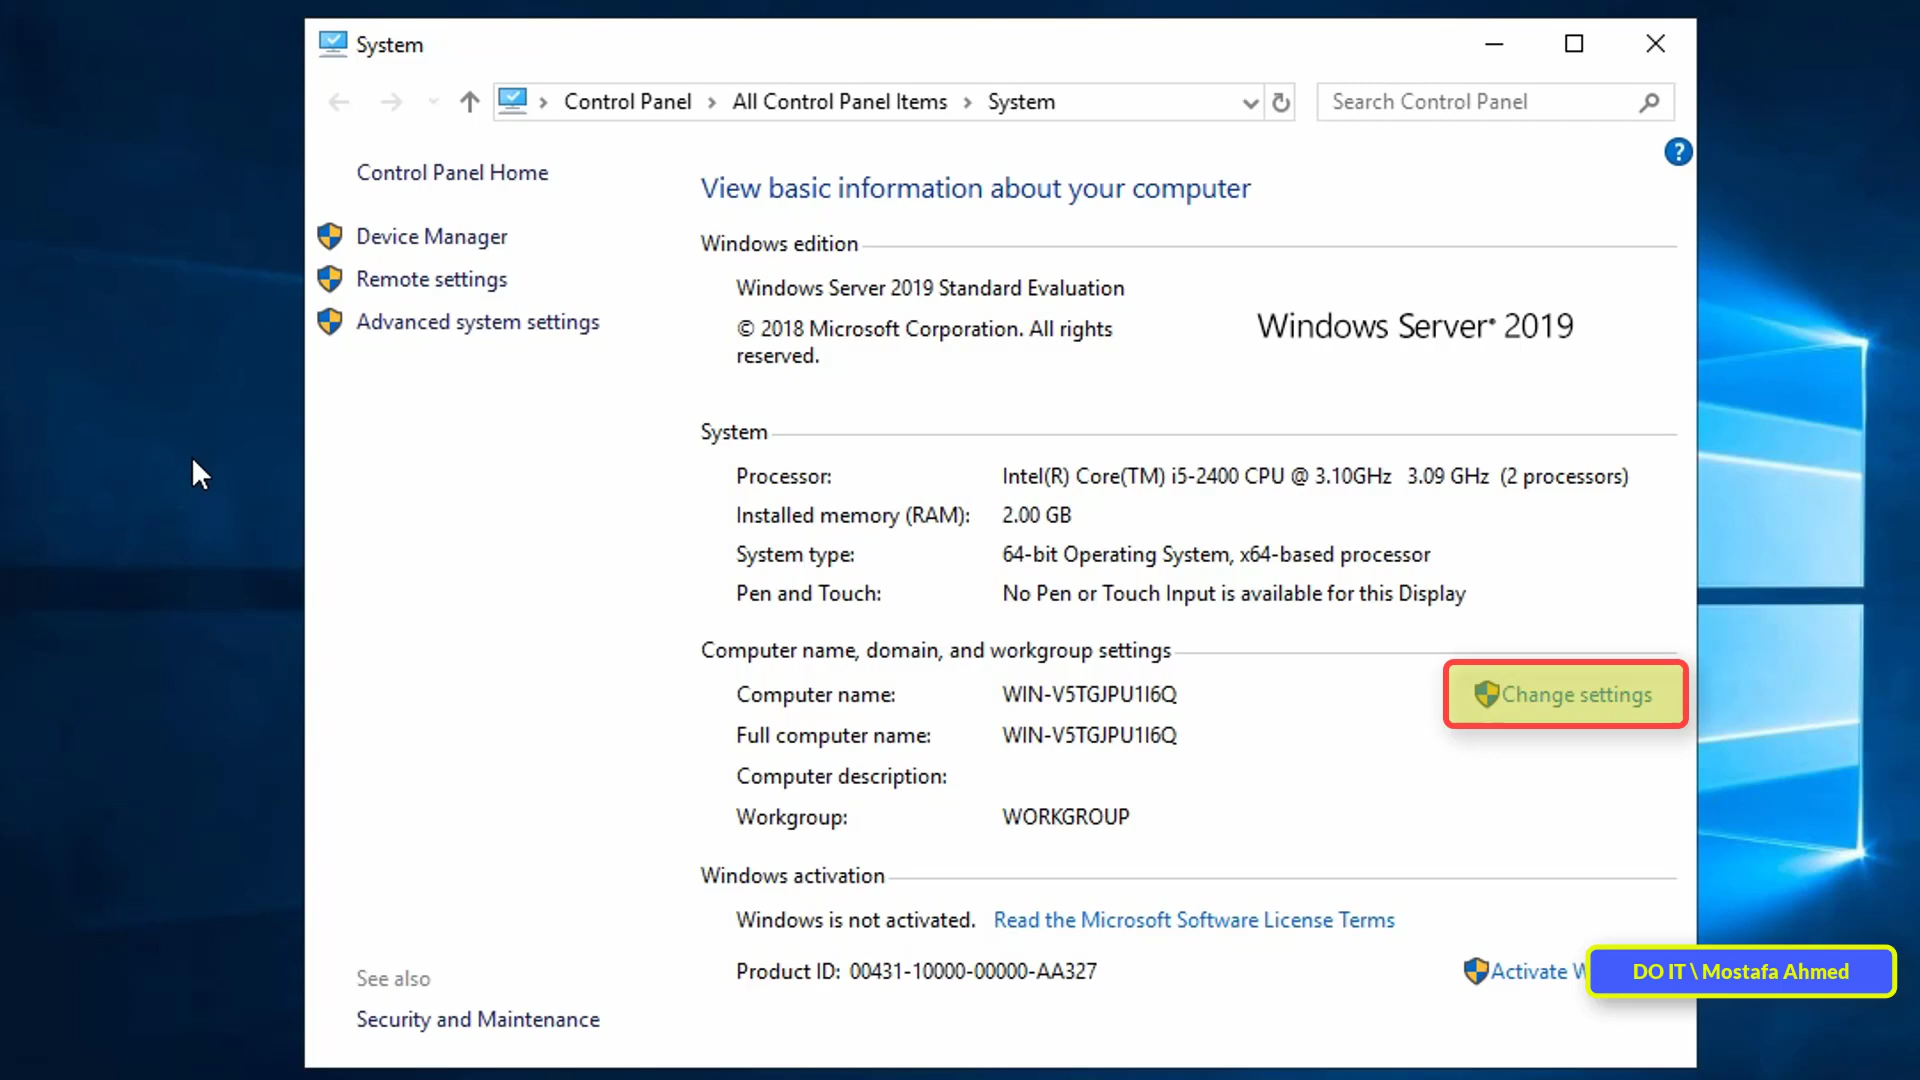 System
Control Panel > All Control Panel Items > System
Search Control Panel
?
Control Panel Home
Device Manager
Remote settings
Advanced system settings
View basic information about your computer
Windows edition
Windows Server 2019 Standard Evaluation
© 2018 Microsoft Corporation. All rights
reserved.
Windows Server® 2019
System
Processor: Intel(R) Core(TM) i5-2400 CPU @ 3.10GHz 3.09 GHz (2 processors)
Installed memory (RAM): 2.00 GB
System type: 64-bit Operating System, x64-based processor
Pen and Touch: No Pen or Touch Input is available for this Display
Computer name, domain, and workgroup settings
Computer name: WIN-V5TGJPU1I6Q
Change settings
Full computer name: WIN-V5TGJPU1I6Q
Computer description:
Workgroup: WORKGROUP
Windows activation
Windows is not activated. Read the Microsoft Software License Terms
Product ID: 00431-10000-00000-AA327
Activate W
DO IT \ Mostafa Ahmed
See also
Security and Maintenance